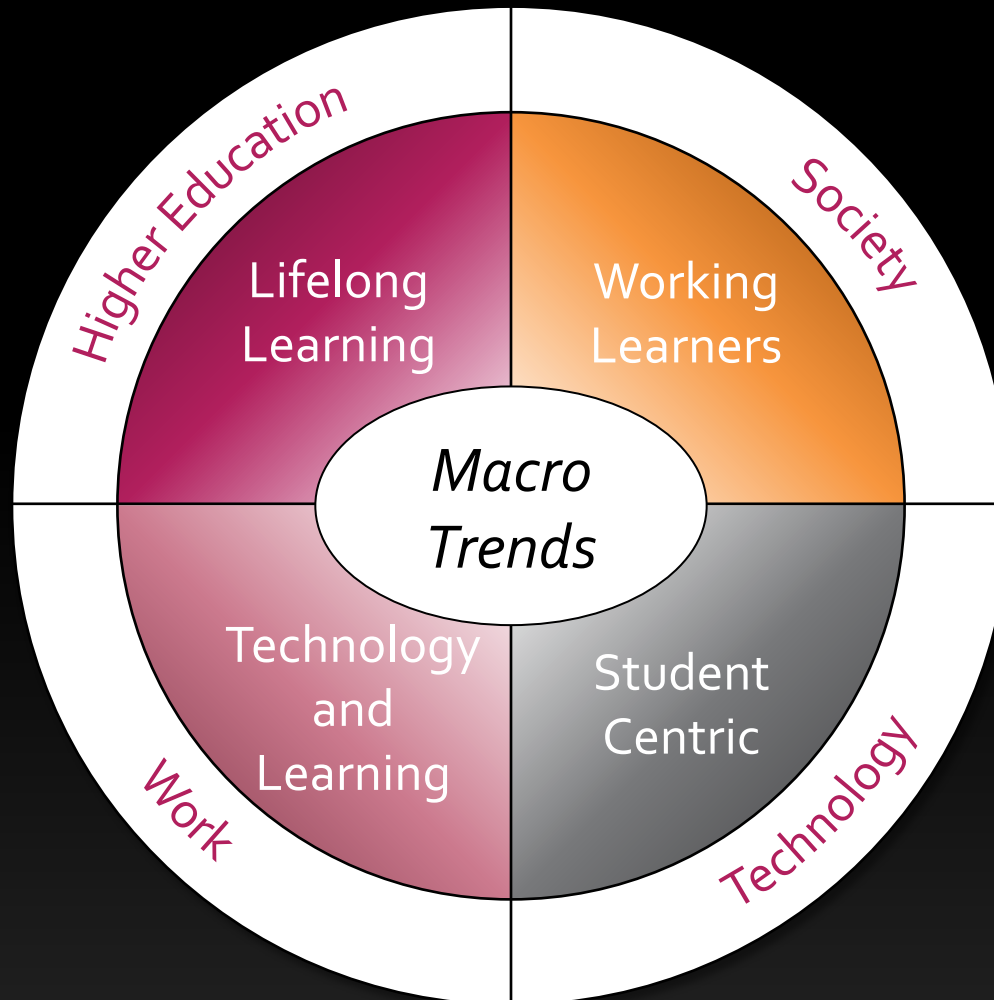 Higher Education
Society
Lifelong
Learning
Working
Learners
Macro
Trends
Technology
and
Learning
Student
Centric
Work
Technology